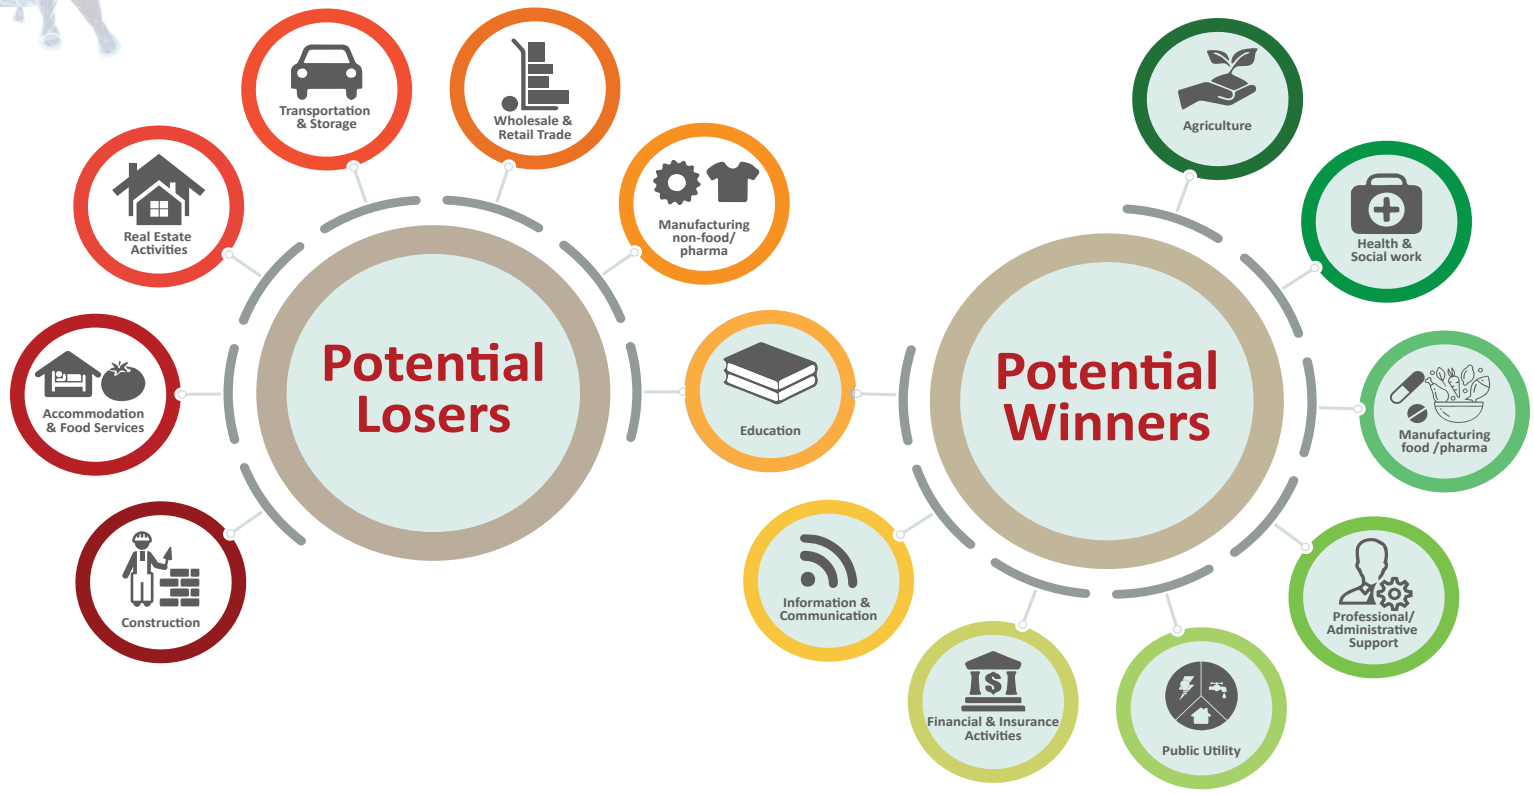 Transportation
& Storage
Wholesale &
Retail Trade
Real Estate
Activities
Manufacturing
non-food/
pharma
Accommodation
& Food Services
Construction
Potential
Losers
Education
Potential
Winners
Agriculture
Health &
Social work
Manufacturing
food /pharma
Professional/
Administrative
Support
Public Utility
Financial & Insurance
Activities
Information &
Communication